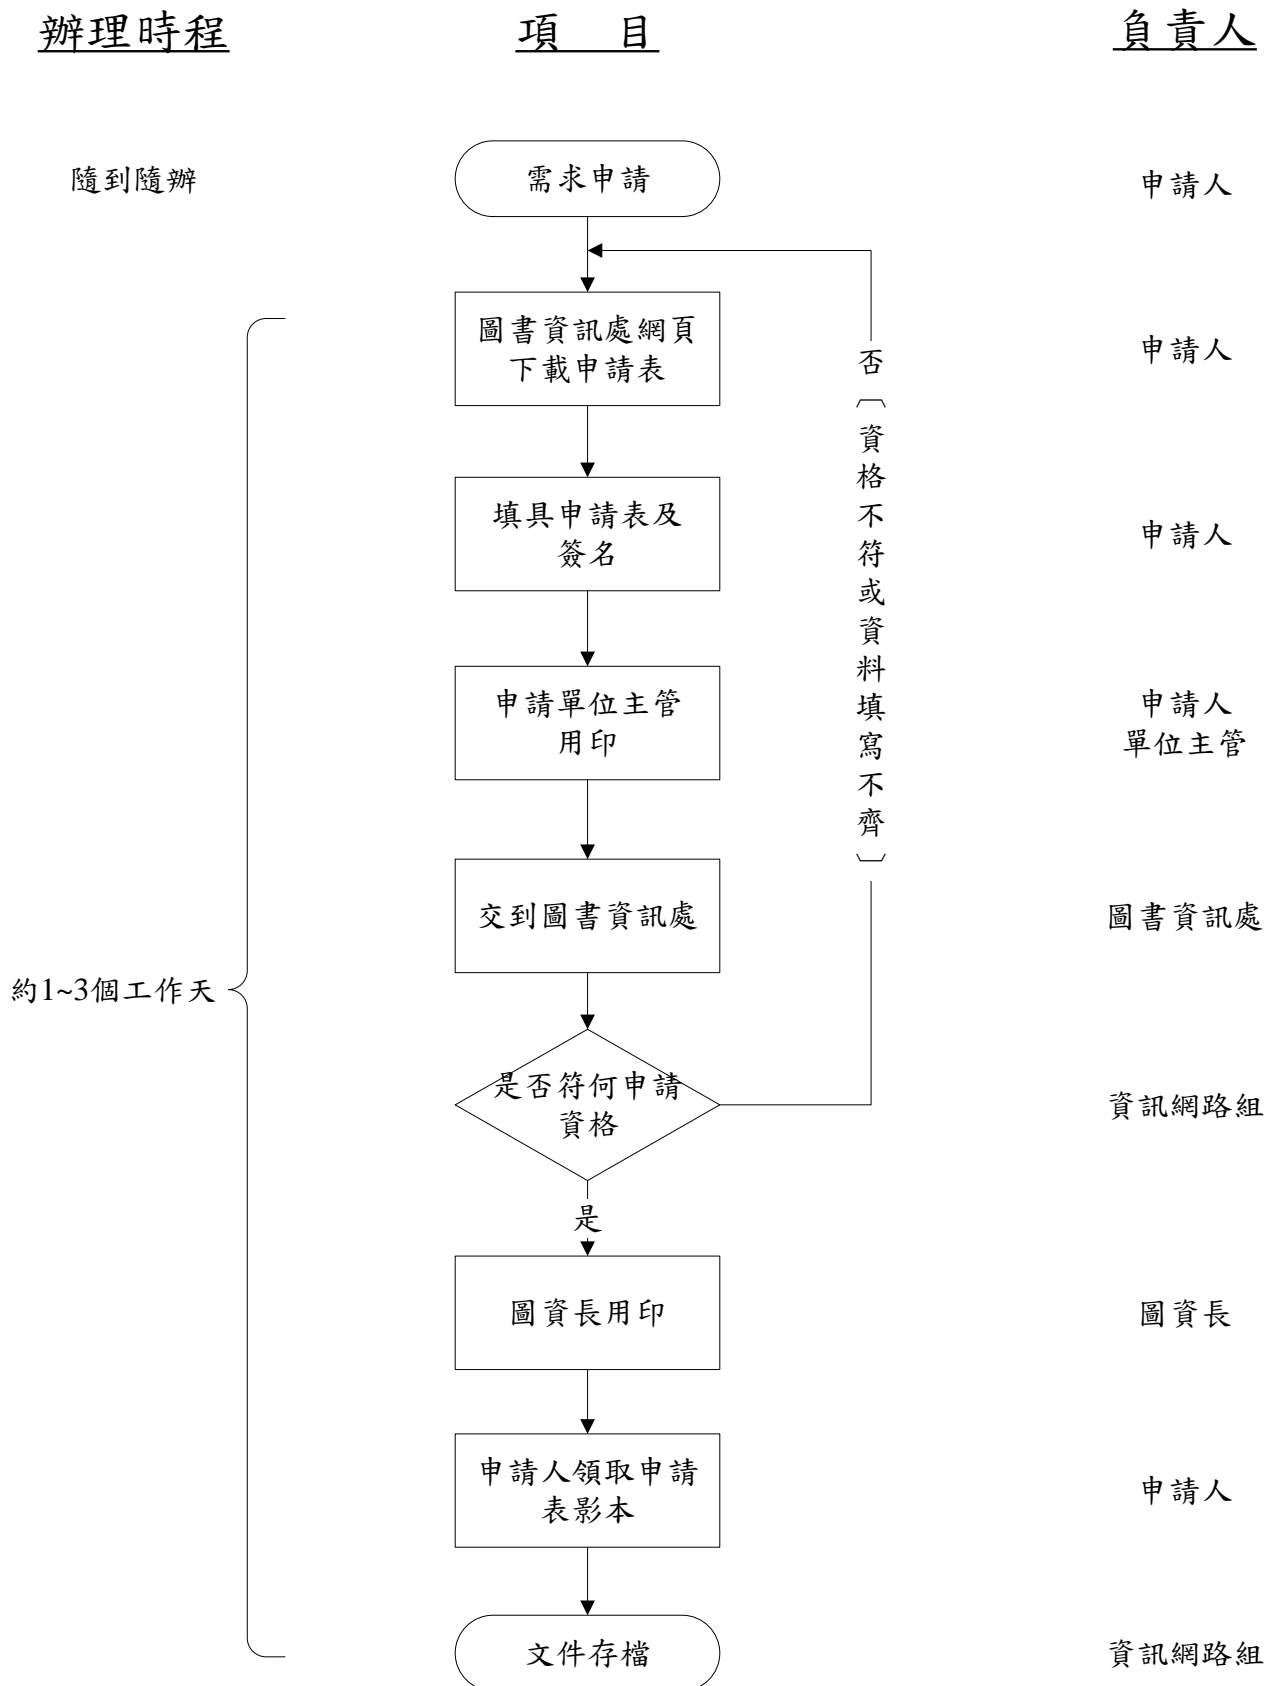 辦理時程
項 目
負責人
隨到隨辦
需求申請
申請人
圖書資訊處網頁
下載申請表
申請人
填具申請表及
簽名
申請人
申請單位主管
用印
申請人
單位主管
交到圖書資訊處
圖書資訊處
約1~3個工作天
是否符何申請
資格
資訊網路組
否〔資格不符或資料填寫不齊〕
是
圖資長用印
圖資長
申請人領取申請
表影本
申請人
文件存檔
資訊網路組